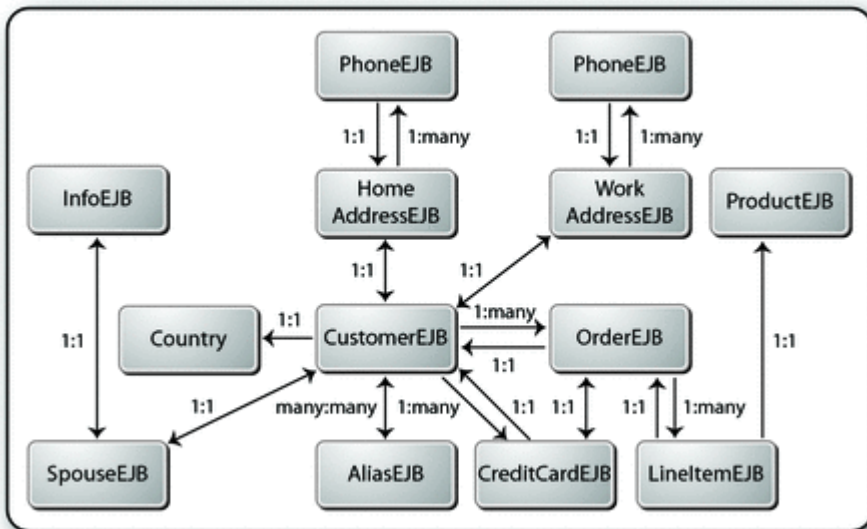 PhoneEJB
PhoneEJB
1:1
1:many
1:1
1:many
InfoEJB
Home
AddressEJB
Work
AddressEJB
ProductEJB
1:1
1:1
1:1
1:many
1:1
Country
CustomerEJB
OrderEJB
1:1
1:1
1:1
many:many
1:many
1:1
1:1
1:1
1:many
SpouseEJB
AliasEJB
CreditCardEJB
LineItemEJB